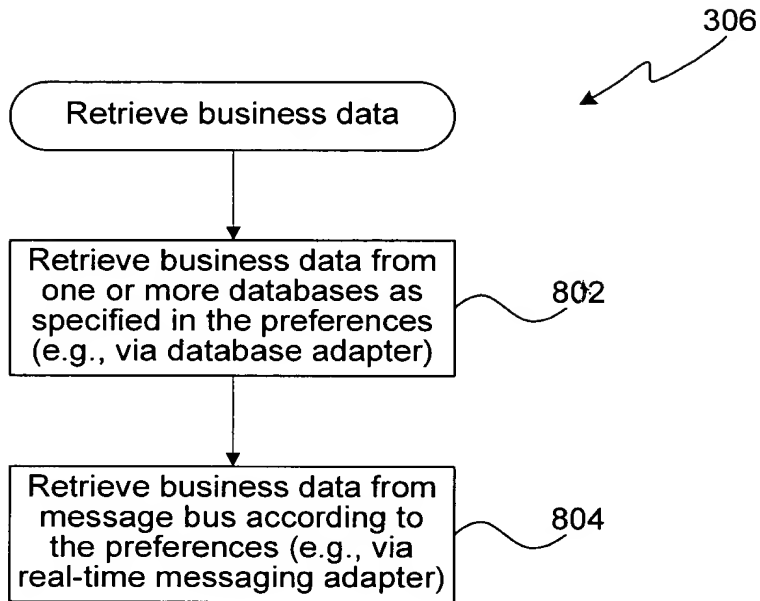 306
Retrieve business data
Retrieve business data from
one or more databases as
specified in the preferences
(e.g., via database adapter)
802
Retrieve business data from
message bus according to
the preferences (e.g., via
real-time messaging adapter)
804